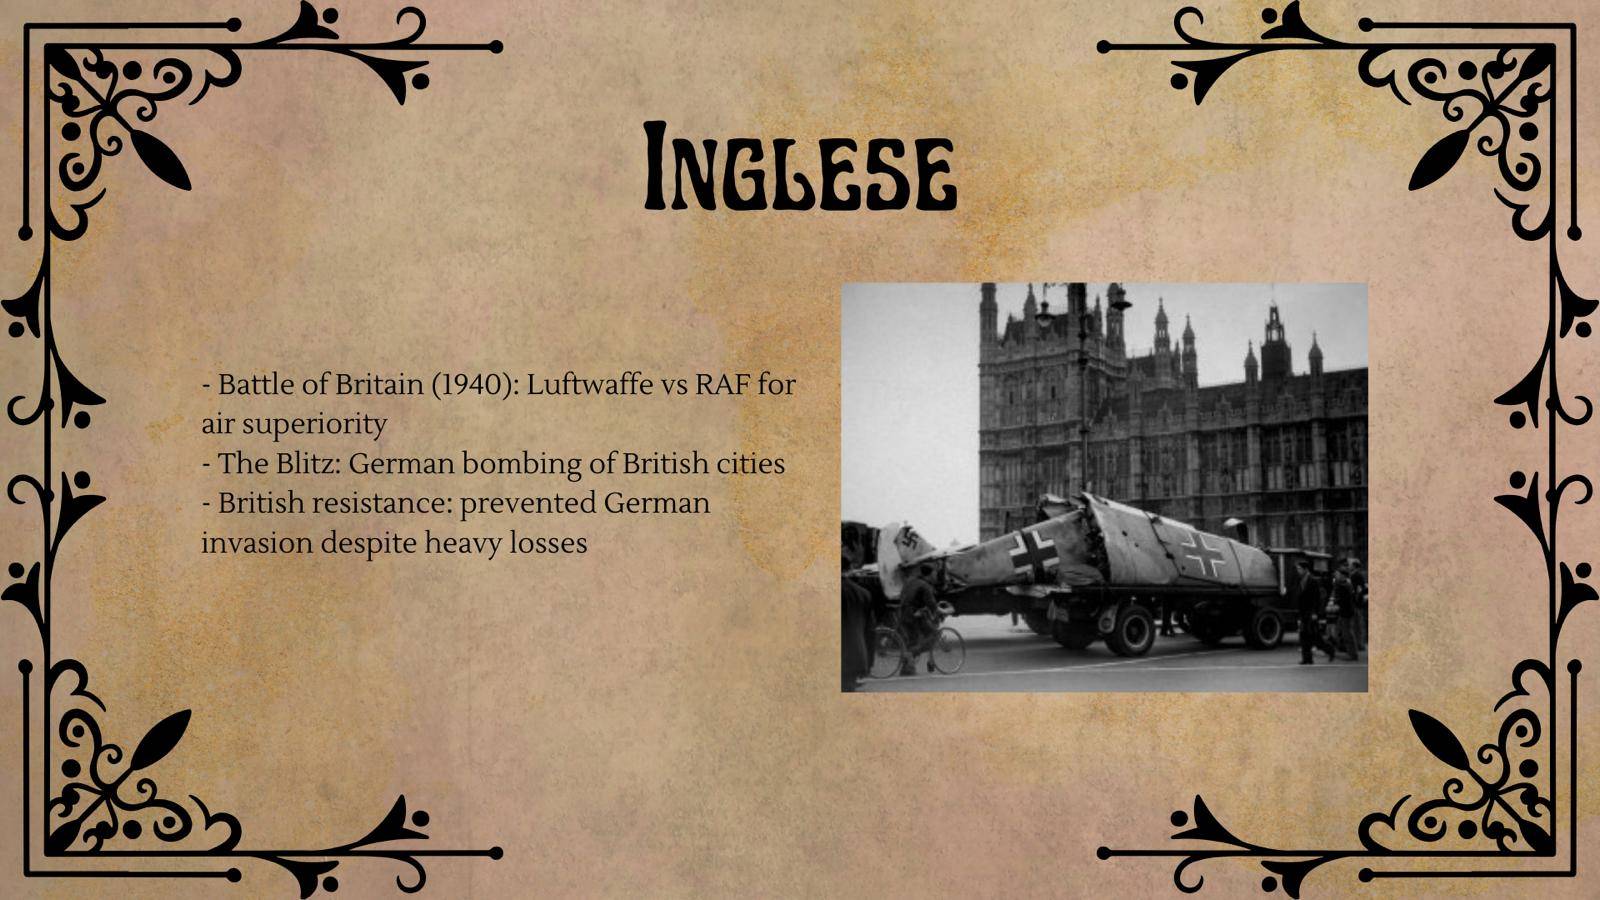 INGLESE
- Battle of Britain (1940): Luftwaffe vs RAF for
air superiority
- The Blitz: German bombing of British cities
- British resistance: prevented German
invasion despite heavy losses